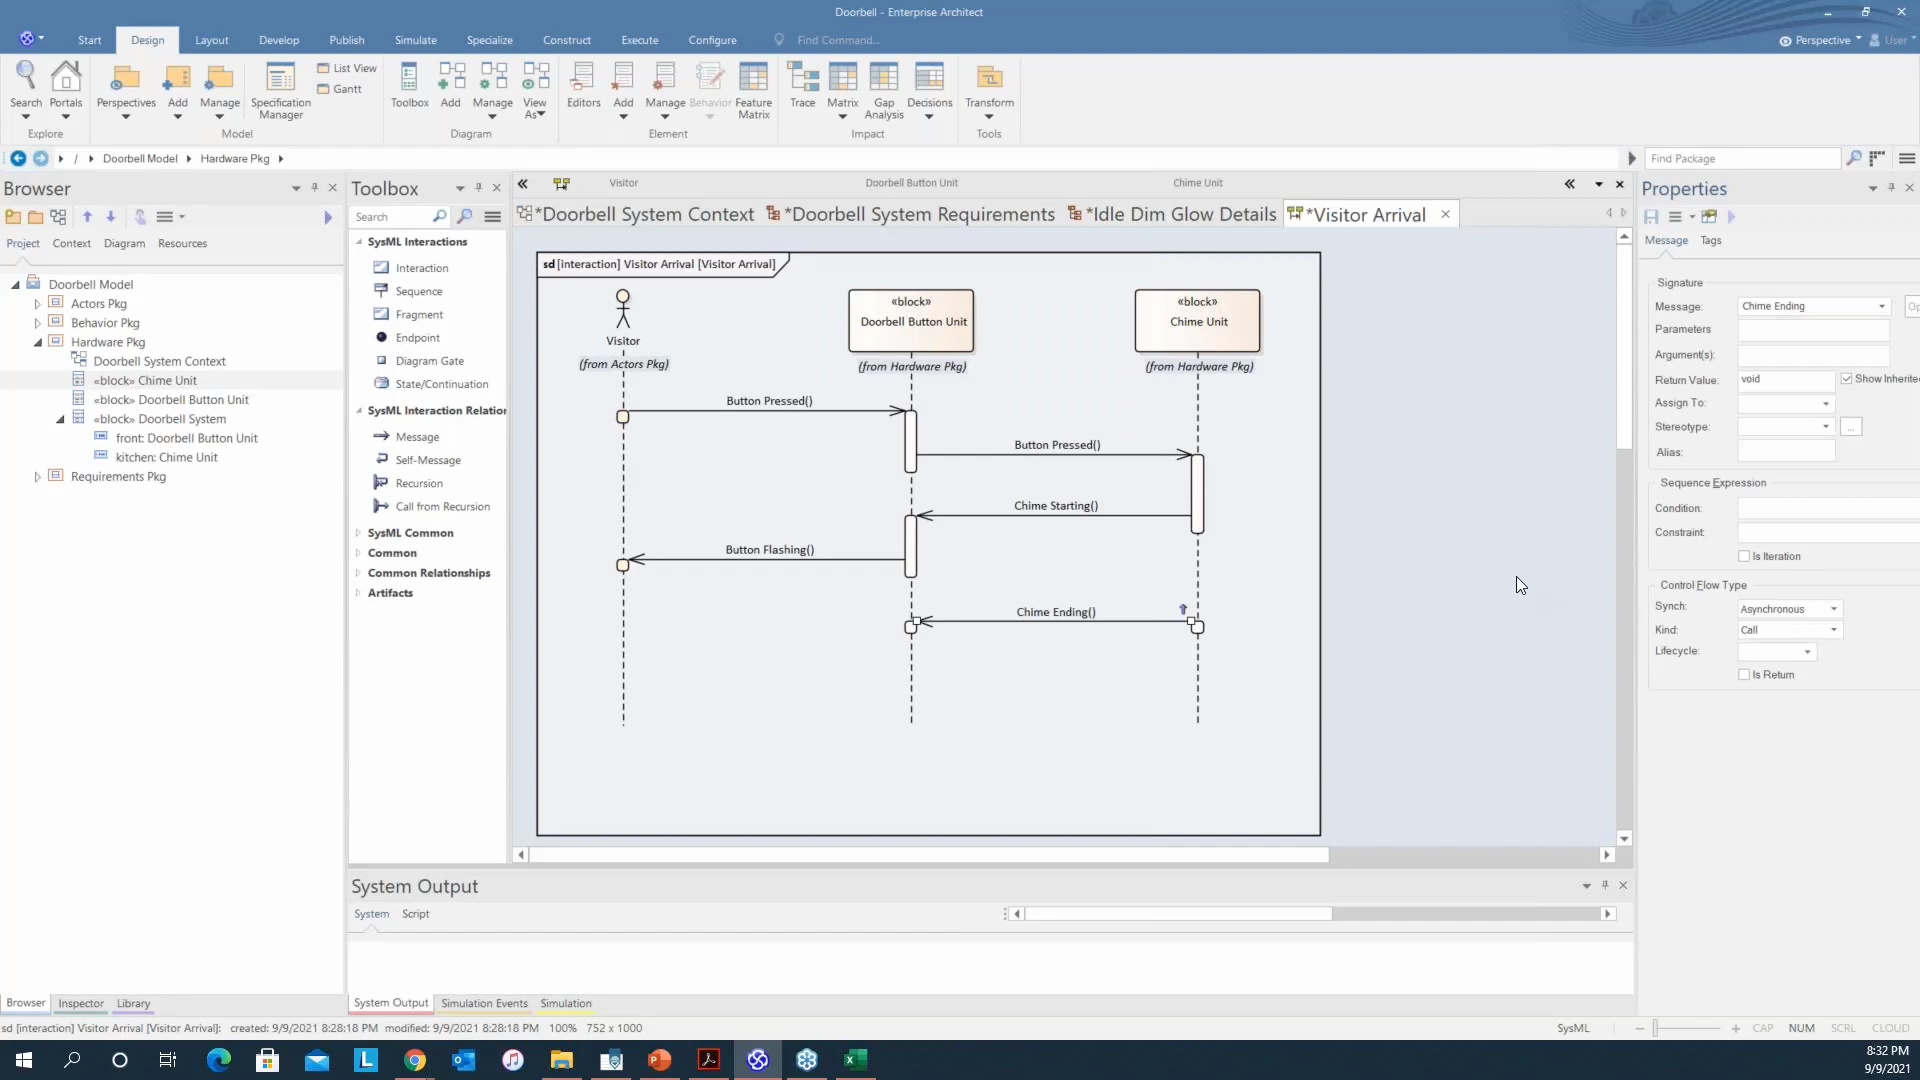 Doorbell - Enterprise Architect
Start Design Layout Develop Publish Simulate Specialize Construct Execute Configure Find Command... Perspective User
List View
Gantt
Search Portals Perspectives Add Manage Specification Manager Toolbox Add Manage View As Editors Add Manage Behavior Feature Matrix Trace Matrix Gap Analysis Decisions Transform
Explore Model Diagram Element Impact Tools
/ Doorbell Model Hardware Pkg Find Package
Browser
Project Context Diagram Resources
Doorbell Model
Actors Pkg
Behavior Pkg
Hardware Pkg
Doorbell System Context
«block» Chime Unit
«block» Doorbell Button Unit
«block» Doorbell System
front: Doorbell Button Unit
kitchen: Chime Unit
Requirements Pkg
Browser Inspector Library
Toolbox
Search
SysML Interactions
Interaction
Sequence
Fragment
Endpoint
Diagram Gate
State/Continuation
SysML Interaction Relation
Message
Self-Message
Recursion
Call from Recursion
SysML Common
Common
Common Relationships
Artifacts
Visitor Doorbell Button Unit Chime Unit
*Doorbell System Context *Doorbell System Requirements *Idle Dim Glow Details *Visitor Arrival
sd [interaction] Visitor Arrival [Visitor Arrival]
«block» «block»
Doorbell Button Unit Chime Unit
Visitor
(from Actors Pkg) (from Hardware Pkg) (from Hardware Pkg)
Button Pressed()
Button Pressed()
Chime Starting()
Button Flashing()
Chime Ending()
System Output
System Script
System Output Simulation Events Simulation
Properties
Message Tags
Signature
Message: Chime Ending
Parameters
Argument(s):
Return Value: void Show Inherited
Assign To:
Stereotype: ...
Alias:
Sequence Expression
Condition:
Constraint:
Is Iteration
Control Flow Type
Synch: Asynchronous
Kind: Call
Lifecycle:
Is Return
sd [interaction] Visitor Arrival [Visitor Arrival]: created: 9/9/2021 8:28:18 PM modified: 9/9/2021 8:28:18 PM 100% 752 x 1000 SysML CAP NUM SCRL CLOUD
8:32 PM
9/9/2021